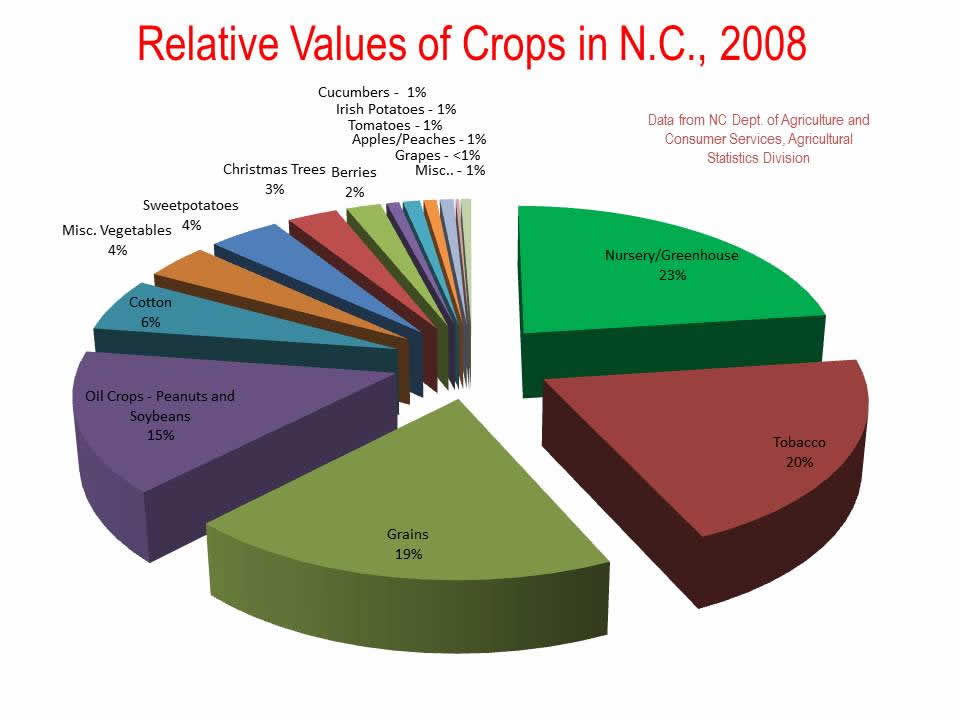 Relative Values of Crops in N.C., 2008
Data from NC Dept. of Agriculture and
Consumer Services, Agricultural
Statistics Division
Cucumbers -  1%
Irish Potatoes - 1%
Tomatoes - 1%
Apples/Peaches - 1%
Grapes - <1%
Misc.. - 1%
Berries
2%
Christmas Trees
3%
Sweetpotatoes
4%
Misc. Vegetables
4%
Cotton
6%
Oil Crops - Peanuts and
Soybeans
15%
Grains
19%
Tobacco
20%
Nursery/Greenhouse
23%